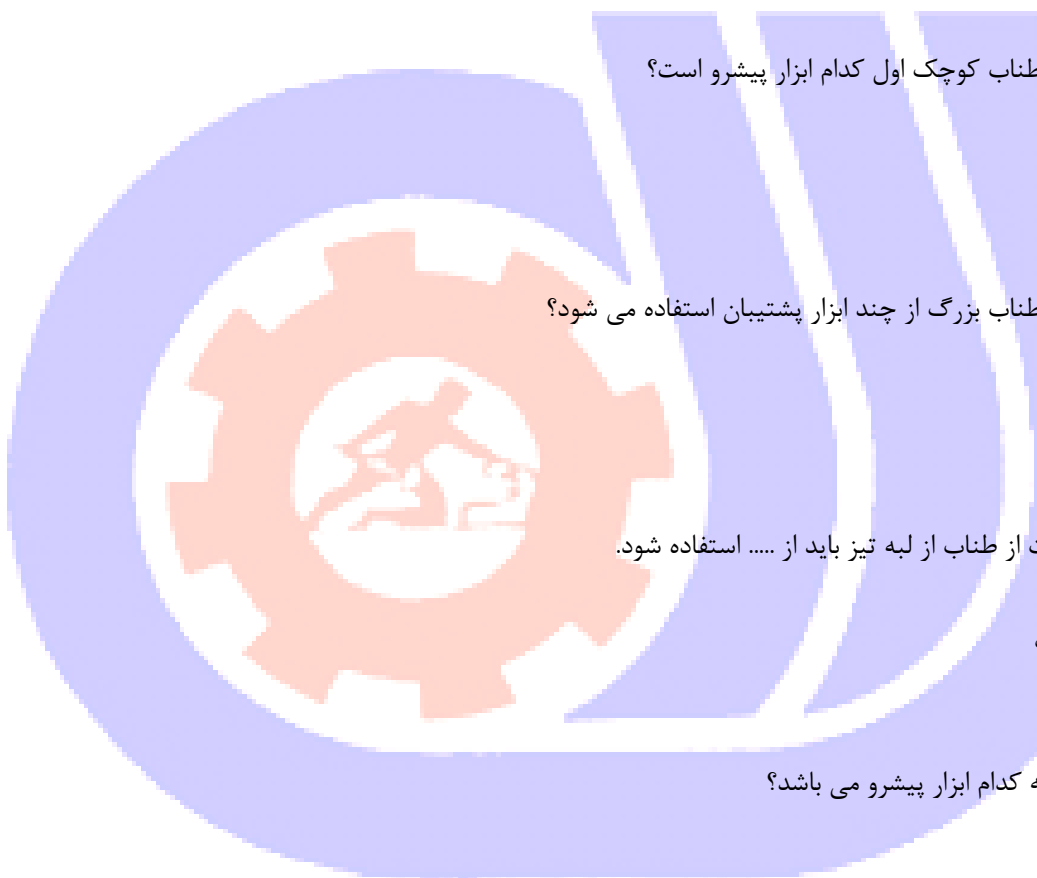 طناب کوچک اول کدام ابزار پیشرو است؟
طناب بزرگ از چند ابزار پشتیبان استفاده می شود؟
از طناب از لبه تیز باید از ..... استفاده شود.
کدام ابزار پیشرو می باشد؟